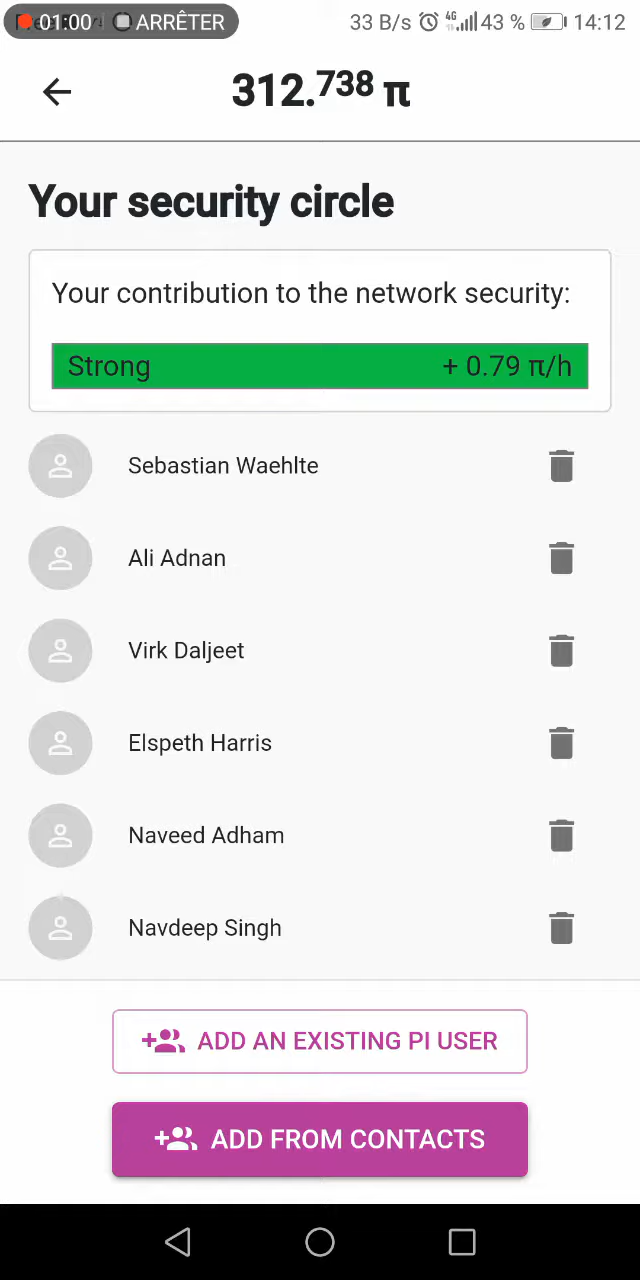 01:00 ARRÊTER 33 B/s 4G 43 % 14:12
312.738 π
Your security circle
Your contribution to the network security:
Strong + 0.79 π/h
Sebastian Waehlte
Ali Adnan
Virk Daljeet
Elspeth Harris
Naveed Adham
Navdeep Singh
ADD AN EXISTING PI USER
ADD FROM CONTACTS